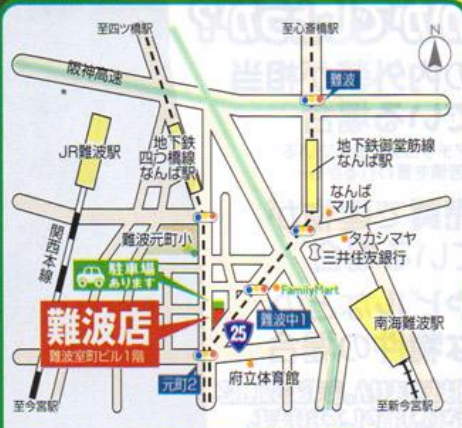 至四ツ橋駅
至心斎橋駅
N
阪神高速
難波
JR難波駅
地下鉄
四つ橋線
なんば駅
地下鉄御堂筋線
なんば駅
なんば
マルイ
関西本線
難波元町小
タカシマヤ
三井住友銀行
駐車場
あります
FamilyMart
難波店
難波室町ビル1階
25
難波中1
南海難波駅
元町2
府立体育館
至今宮駅
至新今宮駅